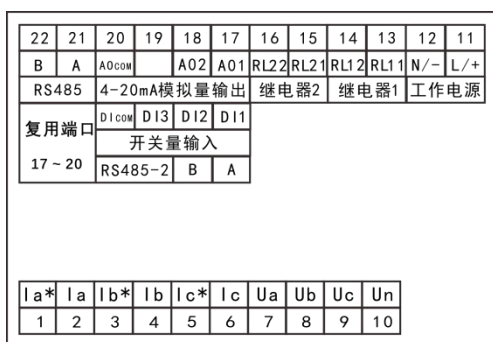 22 21 20 19 18 17 16 15 14 13 12 11
B A AOCOM AO2 AO1 RL22 RL21 RL12 RL11 N/- L/+
RS485 4-20mA模拟量输出 继电器2 继电器1 工作电源
复用端口 17~20
DICOM DI3 DI2 DI1
开关量输入
RS485-2 B A
Ia* Ia Ib* Ib Ic* Ic Ua Ub Uc Un
1 2 3 4 5 6 7 8 9 10